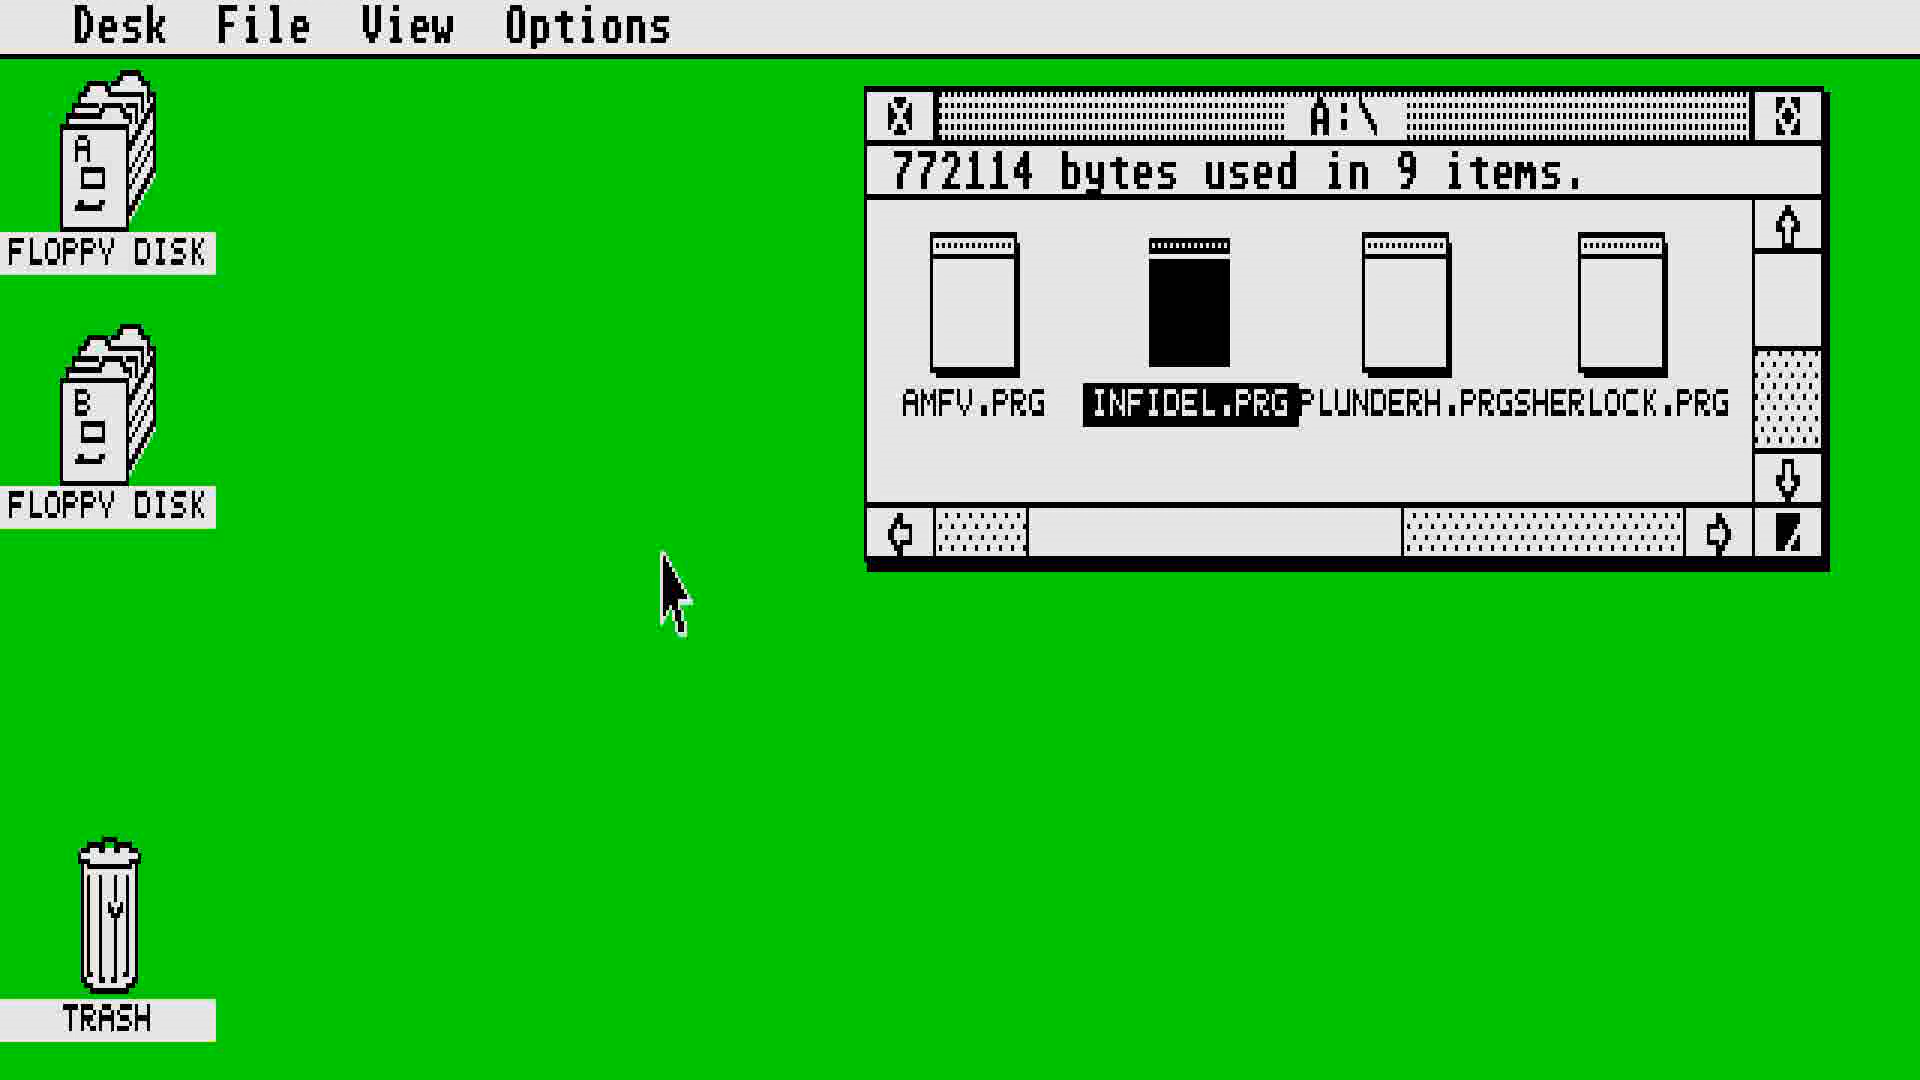 Desk File View Options
A:\
772114 bytes used in 9 items.
AMFV.PRG INFIDEL.PRG PLUNDERH.PRG SHERLOCK.PRG
A
FLOPPY DISK
B
FLOPPY DISK
TRASH